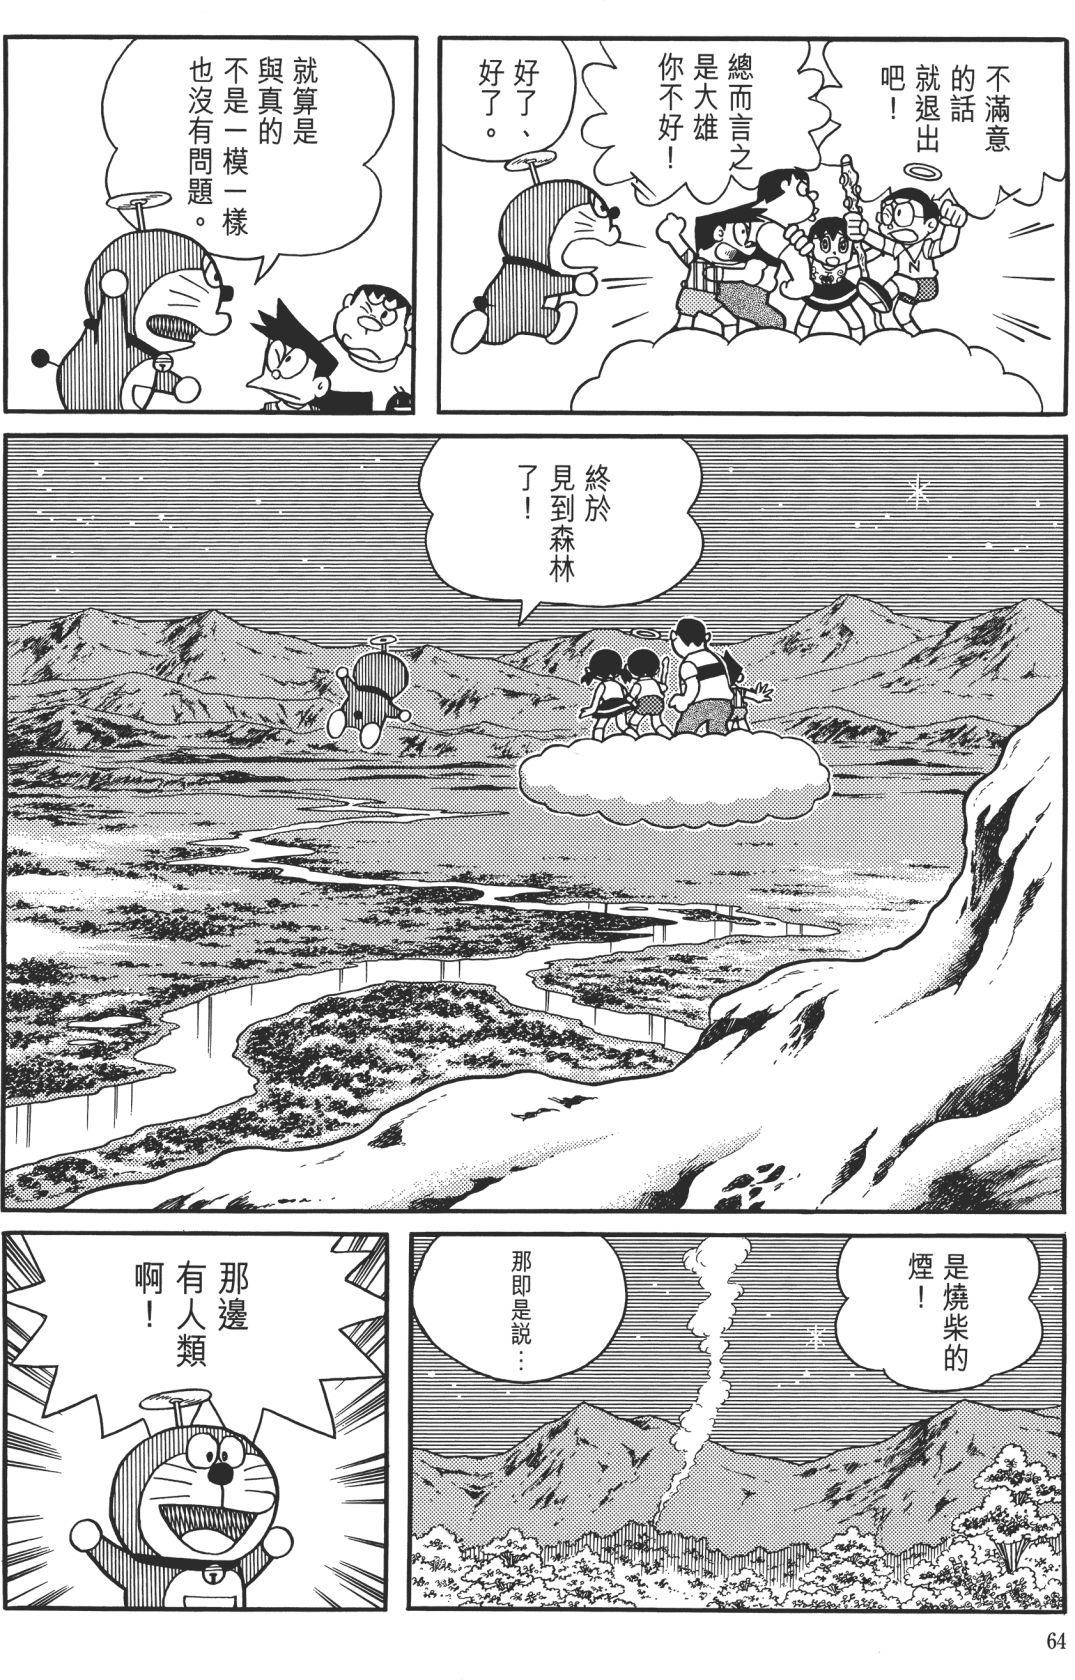 不滿意
的話
就退出
吧！
總而言之
是大雄
你不好！
好了、
好了。
就算是
與真的
不是一模一樣
也沒有問題。
終於
見到森林
了！
是燒柴的
煙！
那即是説…
那邊
有人類
啊！
64